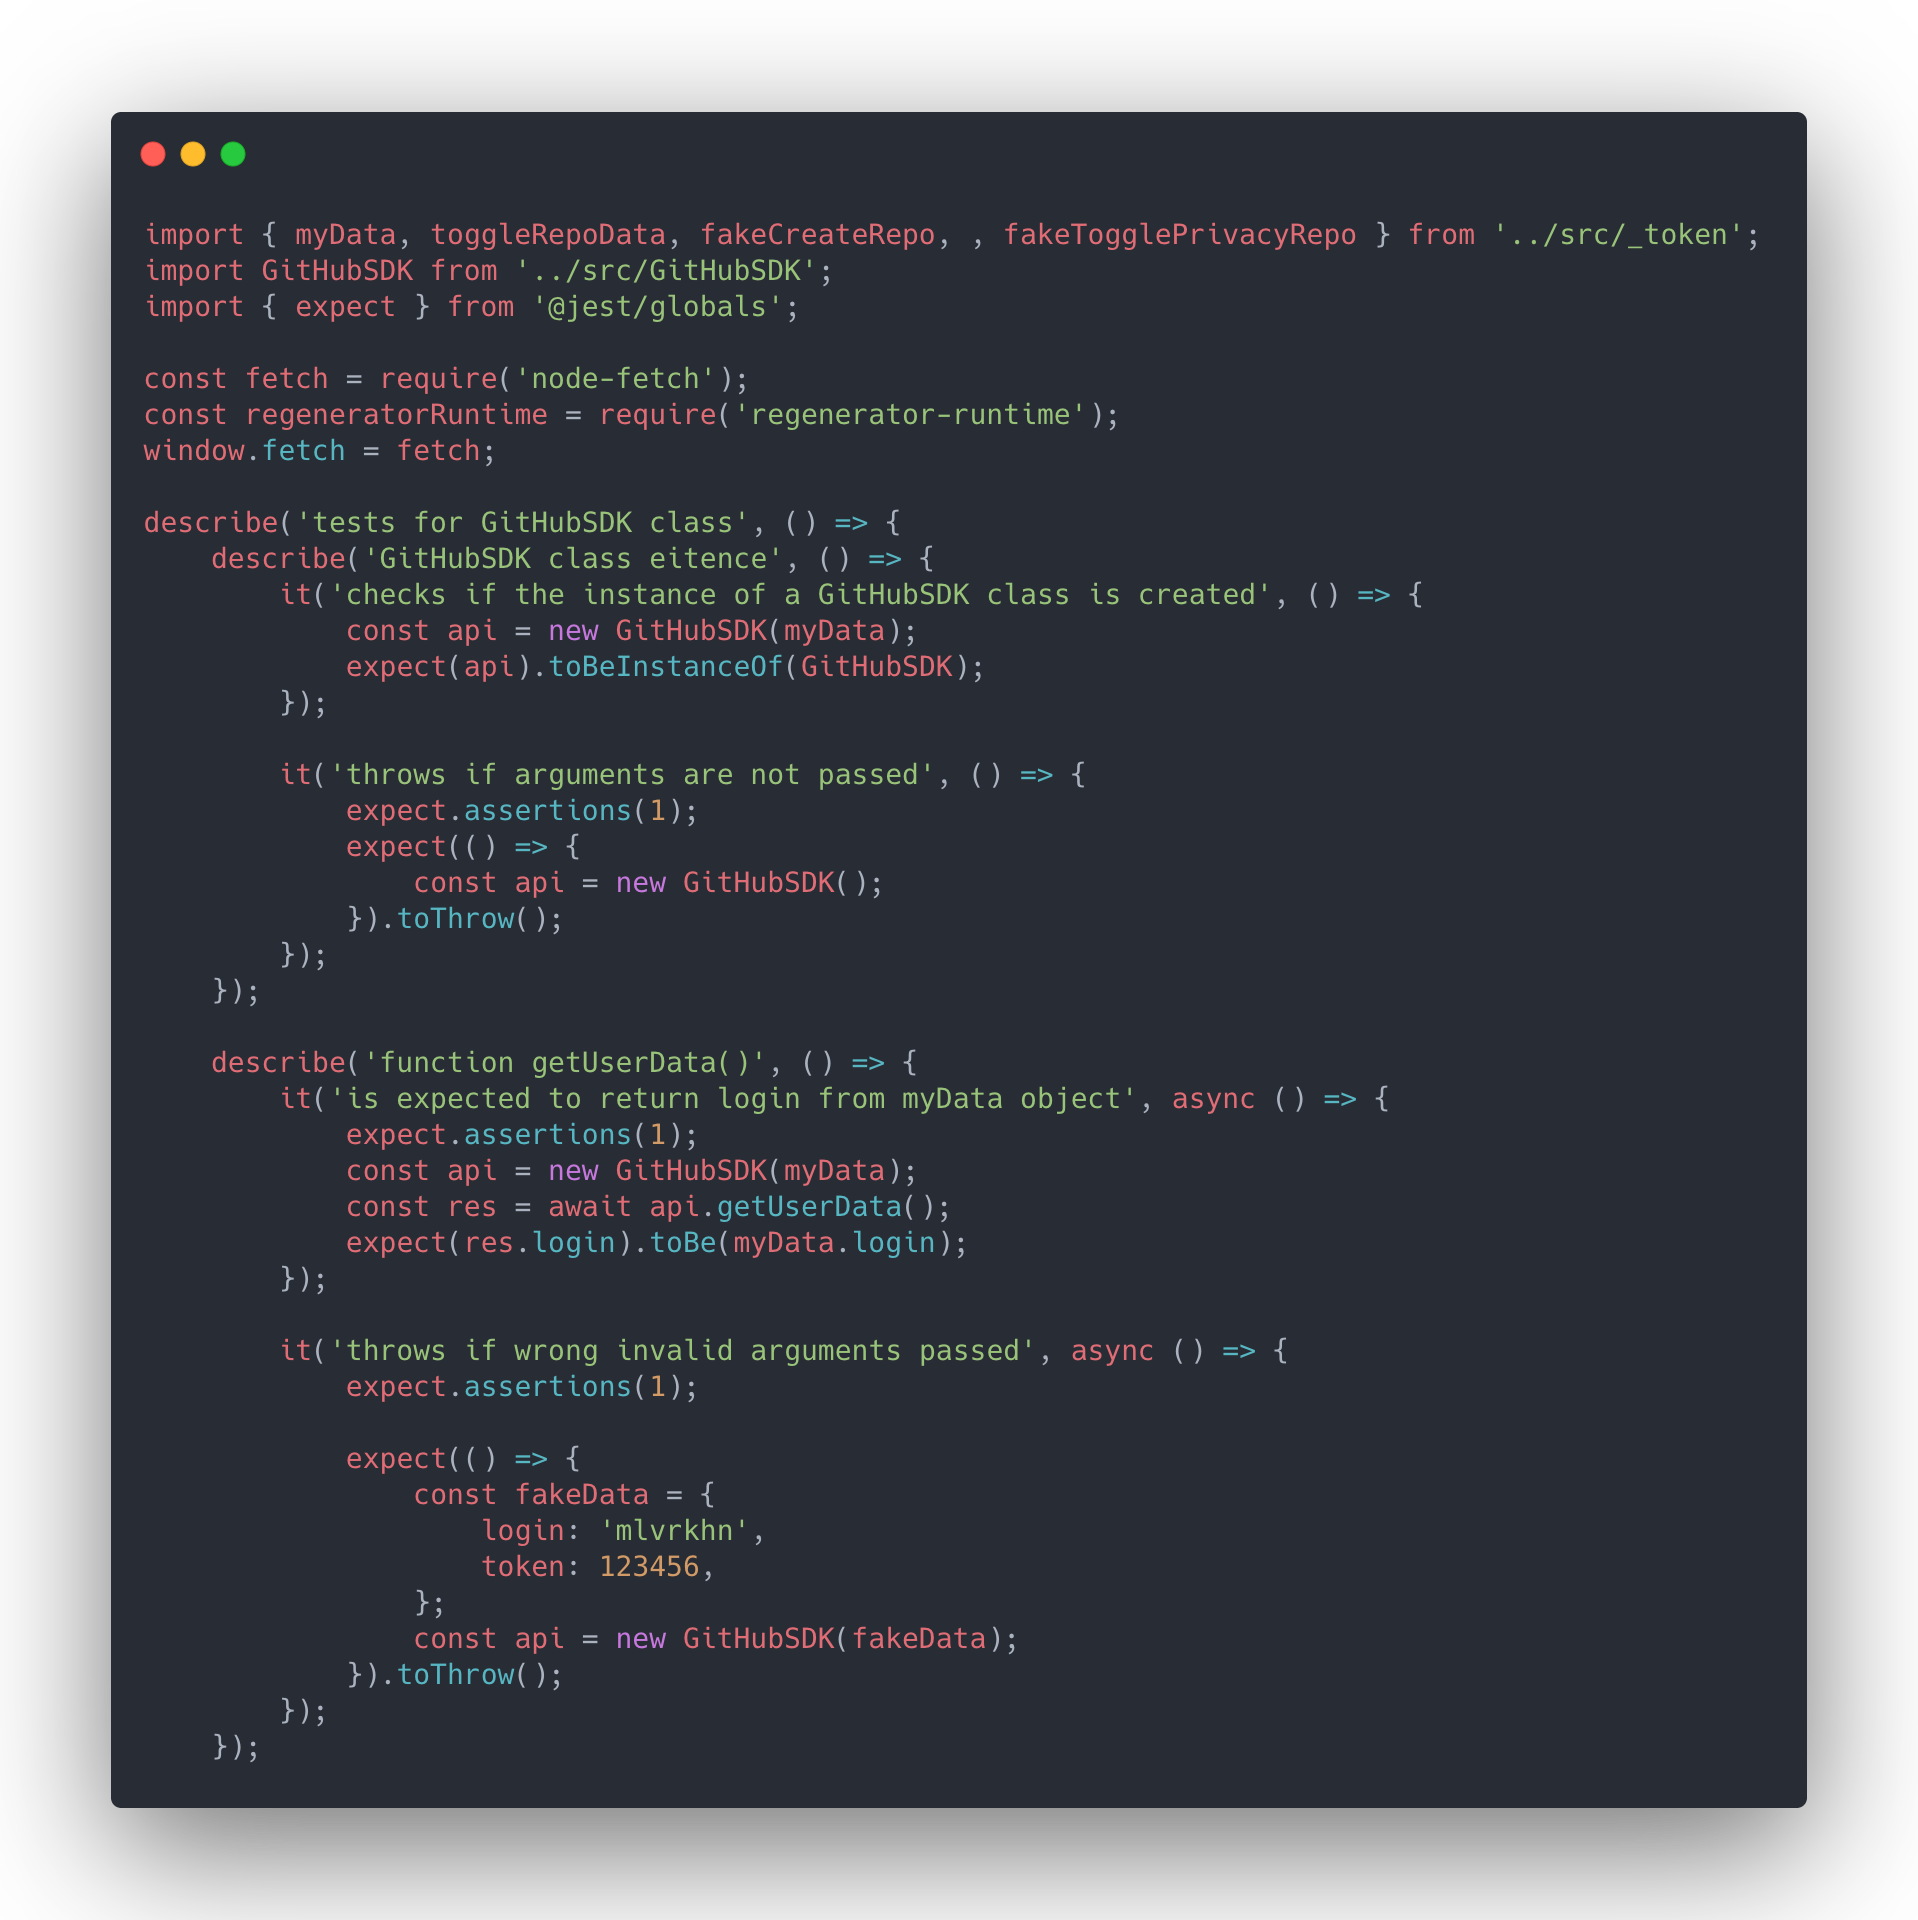 import { myData, toggleRepoData, fakeCreateRepo, , fakeTogglePrivacyRepo } from '../src/_token';
import GitHubSDK from '../src/GitHubSDK';
import { expect } from '@jest/globals';

const fetch = require('node-fetch');
const regeneratorRuntime = require('regenerator-runtime');
window.fetch = fetch;

describe('tests for GitHubSDK class', () => {
    describe('GitHubSDK class eitence', () => {
        it('checks if the instance of a GitHubSDK class is created', () => {
            const api = new GitHubSDK(myData);
            expect(api).toBeInstanceOf(GitHubSDK);
        });

        it('throws if arguments are not passed', () => {
            expect.assertions(1);
            expect(() => {
                const api = new GitHubSDK();
            }).toThrow();
        });
    });

    describe('function getUserData()', () => {
        it('is expected to return login from myData object', async () => {
            expect.assertions(1);
            const api = new GitHubSDK(myData);
            const res = await api.getUserData();
            expect(res.login).toBe(myData.login);
        });

        it('throws if wrong invalid arguments passed', async () => {
            expect.assertions(1);

            expect(() => {
                const fakeData = {
                    login: 'mlvrkhn',
                    token: 123456,
                };
                const api = new GitHubSDK(fakeData);
            }).toThrow();
        });
    });